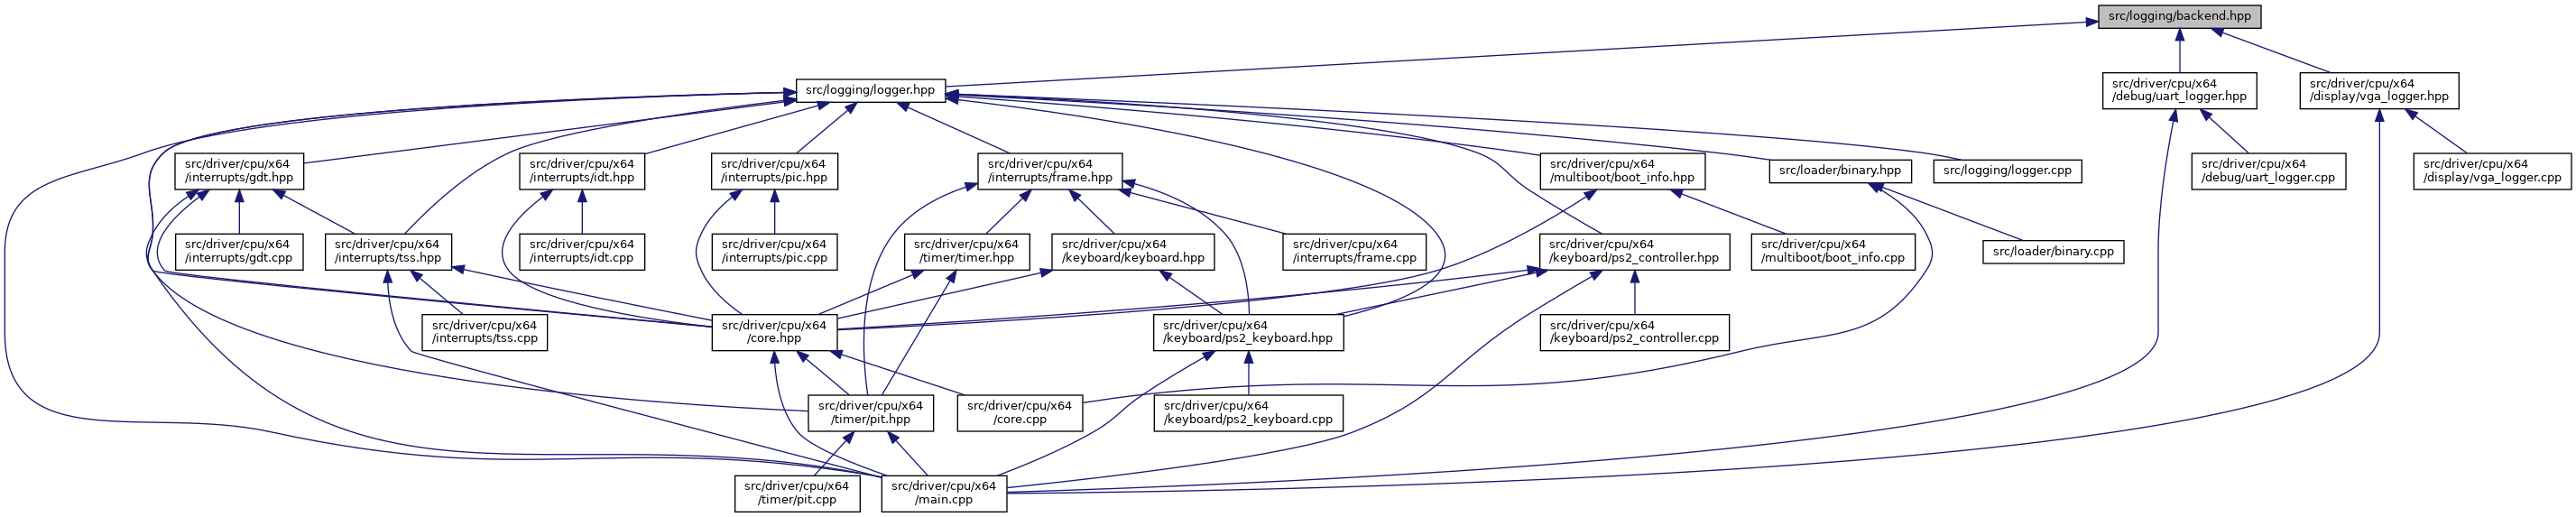 src/logging/backend.hpp
src/logging/logger.hpp
src/driver/cpu/x64
/debug/uart_logger.hpp
src/driver/cpu/x64
/display/vga_logger.hpp
src/driver/cpu/x64
/interrupts/gdt.hpp
src/driver/cpu/x64
/interrupts/idt.hpp
src/driver/cpu/x64
/interrupts/pic.hpp
src/driver/cpu/x64
/interrupts/frame.hpp
src/driver/cpu/x64
/multiboot/boot_info.hpp
src/loader/binary.hpp
src/logging/logger.cpp
src/driver/cpu/x64
/debug/uart_logger.cpp
src/driver/cpu/x64
/display/vga_logger.cpp
src/driver/cpu/x64
/interrupts/gdt.cpp
src/driver/cpu/x64
/interrupts/tss.hpp
src/driver/cpu/x64
/interrupts/idt.cpp
src/driver/cpu/x64
/interrupts/pic.cpp
src/driver/cpu/x64
/timer/timer.hpp
src/driver/cpu/x64
/keyboard/keyboard.hpp
src/driver/cpu/x64
/interrupts/frame.cpp
src/driver/cpu/x64
/keyboard/ps2_controller.hpp
src/driver/cpu/x64
/multiboot/boot_info.cpp
src/loader/binary.cpp
src/driver/cpu/x64
/interrupts/tss.cpp
src/driver/cpu/x64
/core.hpp
src/driver/cpu/x64
/keyboard/ps2_keyboard.hpp
src/driver/cpu/x64
/keyboard/ps2_controller.cpp
src/driver/cpu/x64
/timer/pit.hpp
src/driver/cpu/x64
/core.cpp
src/driver/cpu/x64
/keyboard/ps2_keyboard.cpp
src/driver/cpu/x64
/timer/pit.cpp
src/driver/cpu/x64
/main.cpp